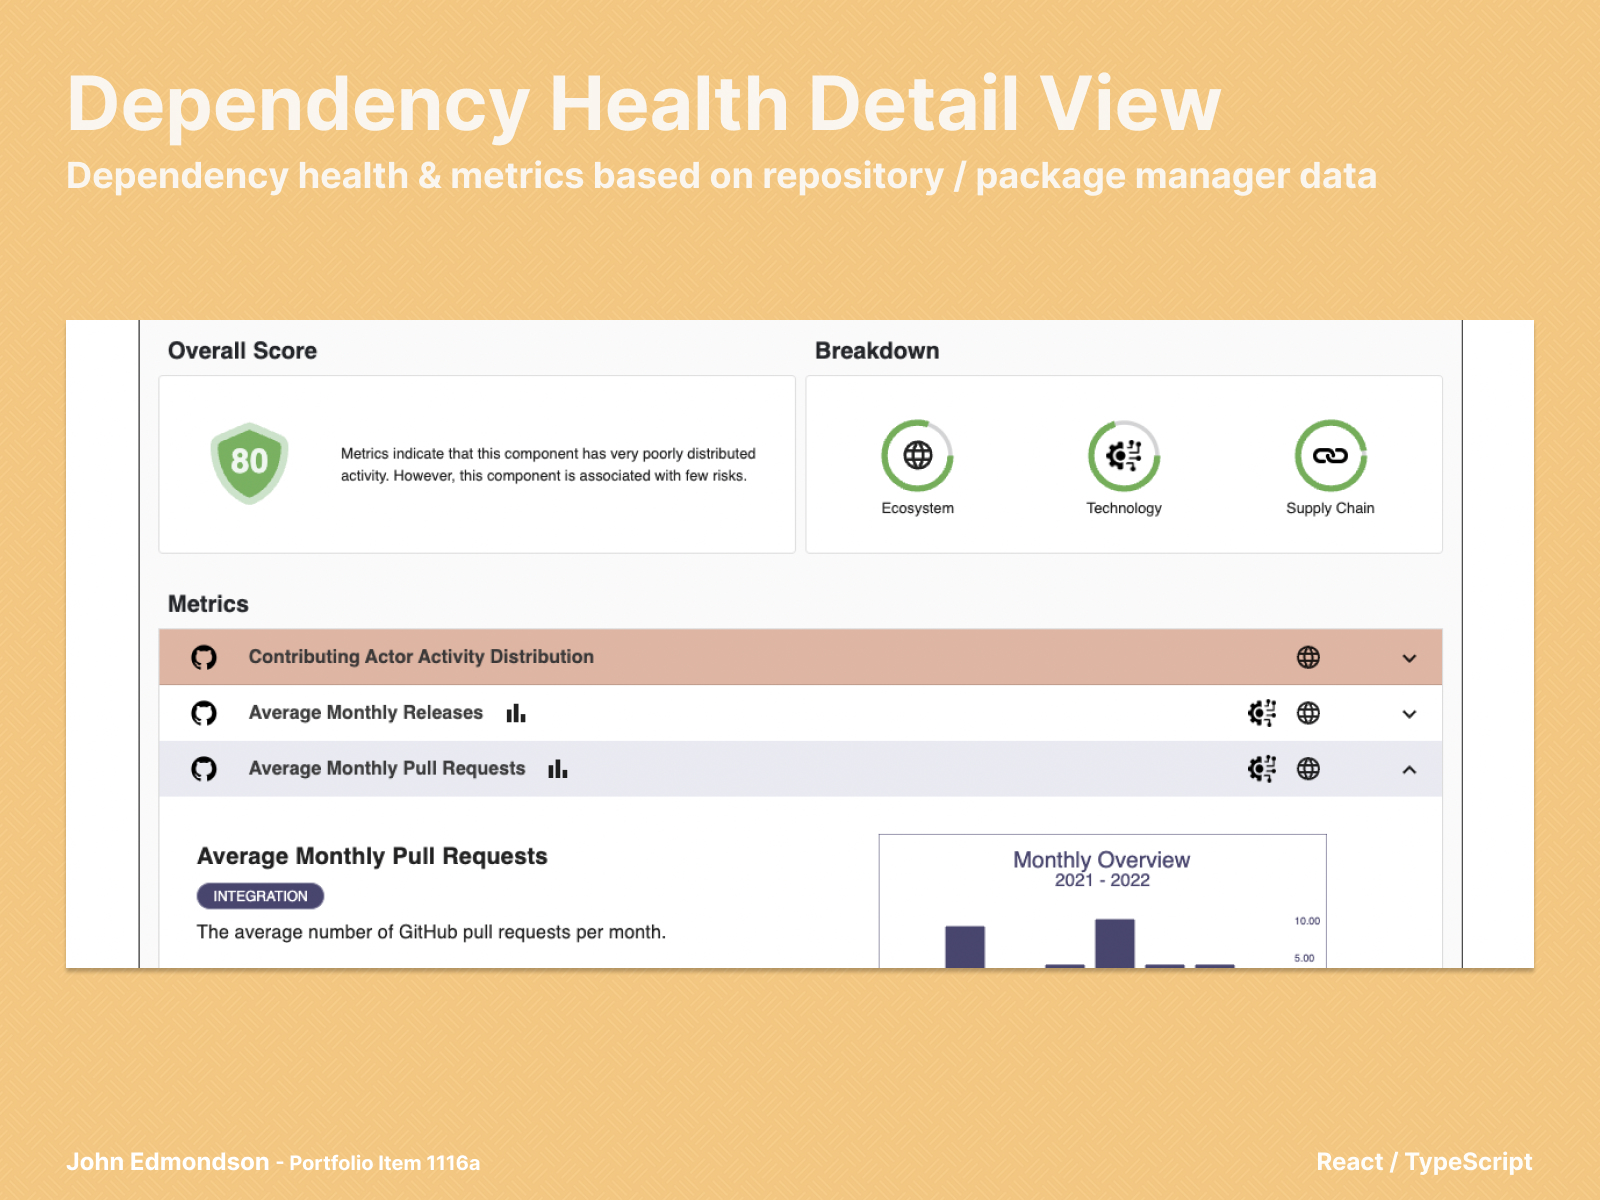 Dependency Health Detail View
Dependency health & metrics based on repository / package manager data
Overall Score
Breakdown
80
Metrics indicate that this component has very poorly distributed
activity. However, this component is associated with few risks.
Ecosystem
Technology
Supply Chain
Metrics
Contributing Actor Activity Distribution
Average Monthly Releases
Average Monthly Pull Requests
Average Monthly Pull Requests
INTEGRATION
The average number of GitHub pull requests per month.
Monthly Overview
2021 - 2022
10.00
5.00
John Edmondson - Portfolio Item 1116a
React / TypeScript